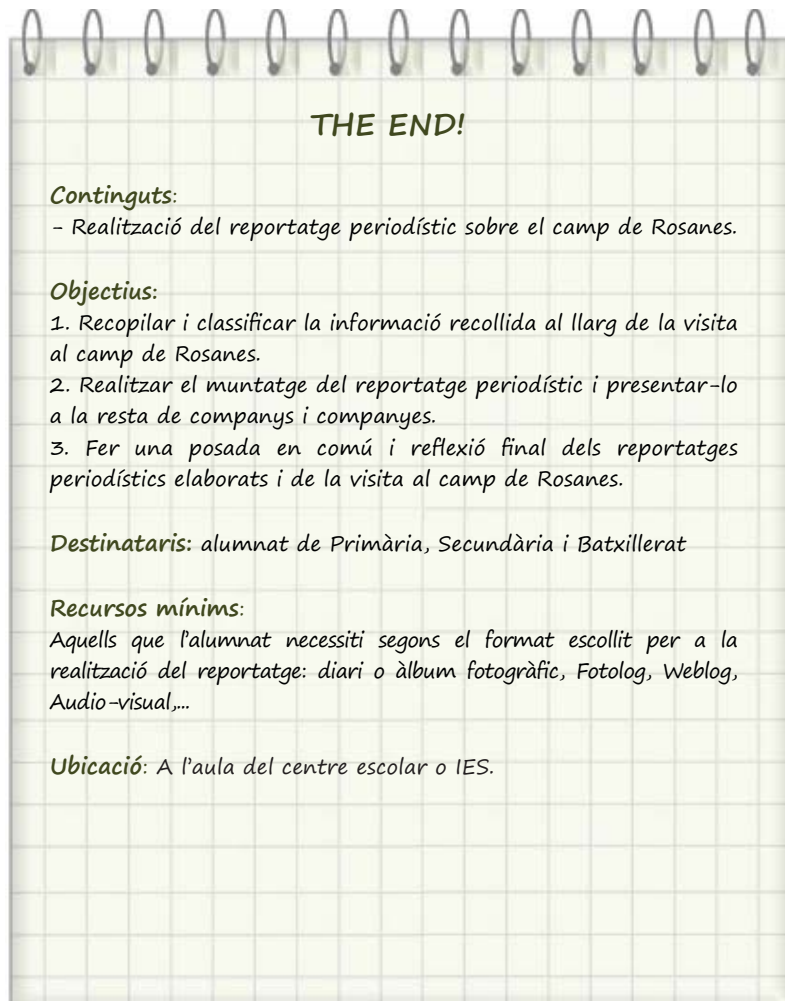 THE END!
Continguts:
- Realització del reportatge periodístic sobre el camp de Rosanes.
Objectius:
1. Recopilar i classificar la informació recollida al llarg de la visita
al camp de Rosanes.
2. Realitzar el muntatge del reportatge periodístic i presentar-lo
a la resta de companys i companyes.
3. Fer una posada en comú i reflexió final dels reportatges
periodístics elaborats i de la visita al camp de Rosanes.
Destinataris: alumnat de Primària, Secundària i Batxillerat
Recursos mínims:
Aquells que l'alumnat necessiti segons el format escollit per a la
realització del reportatge: diari o àlbum fotogràfic, Fotolog, Weblog,
Audio-visual,...
Ubicació: A l'aula del centre escolar o IES.